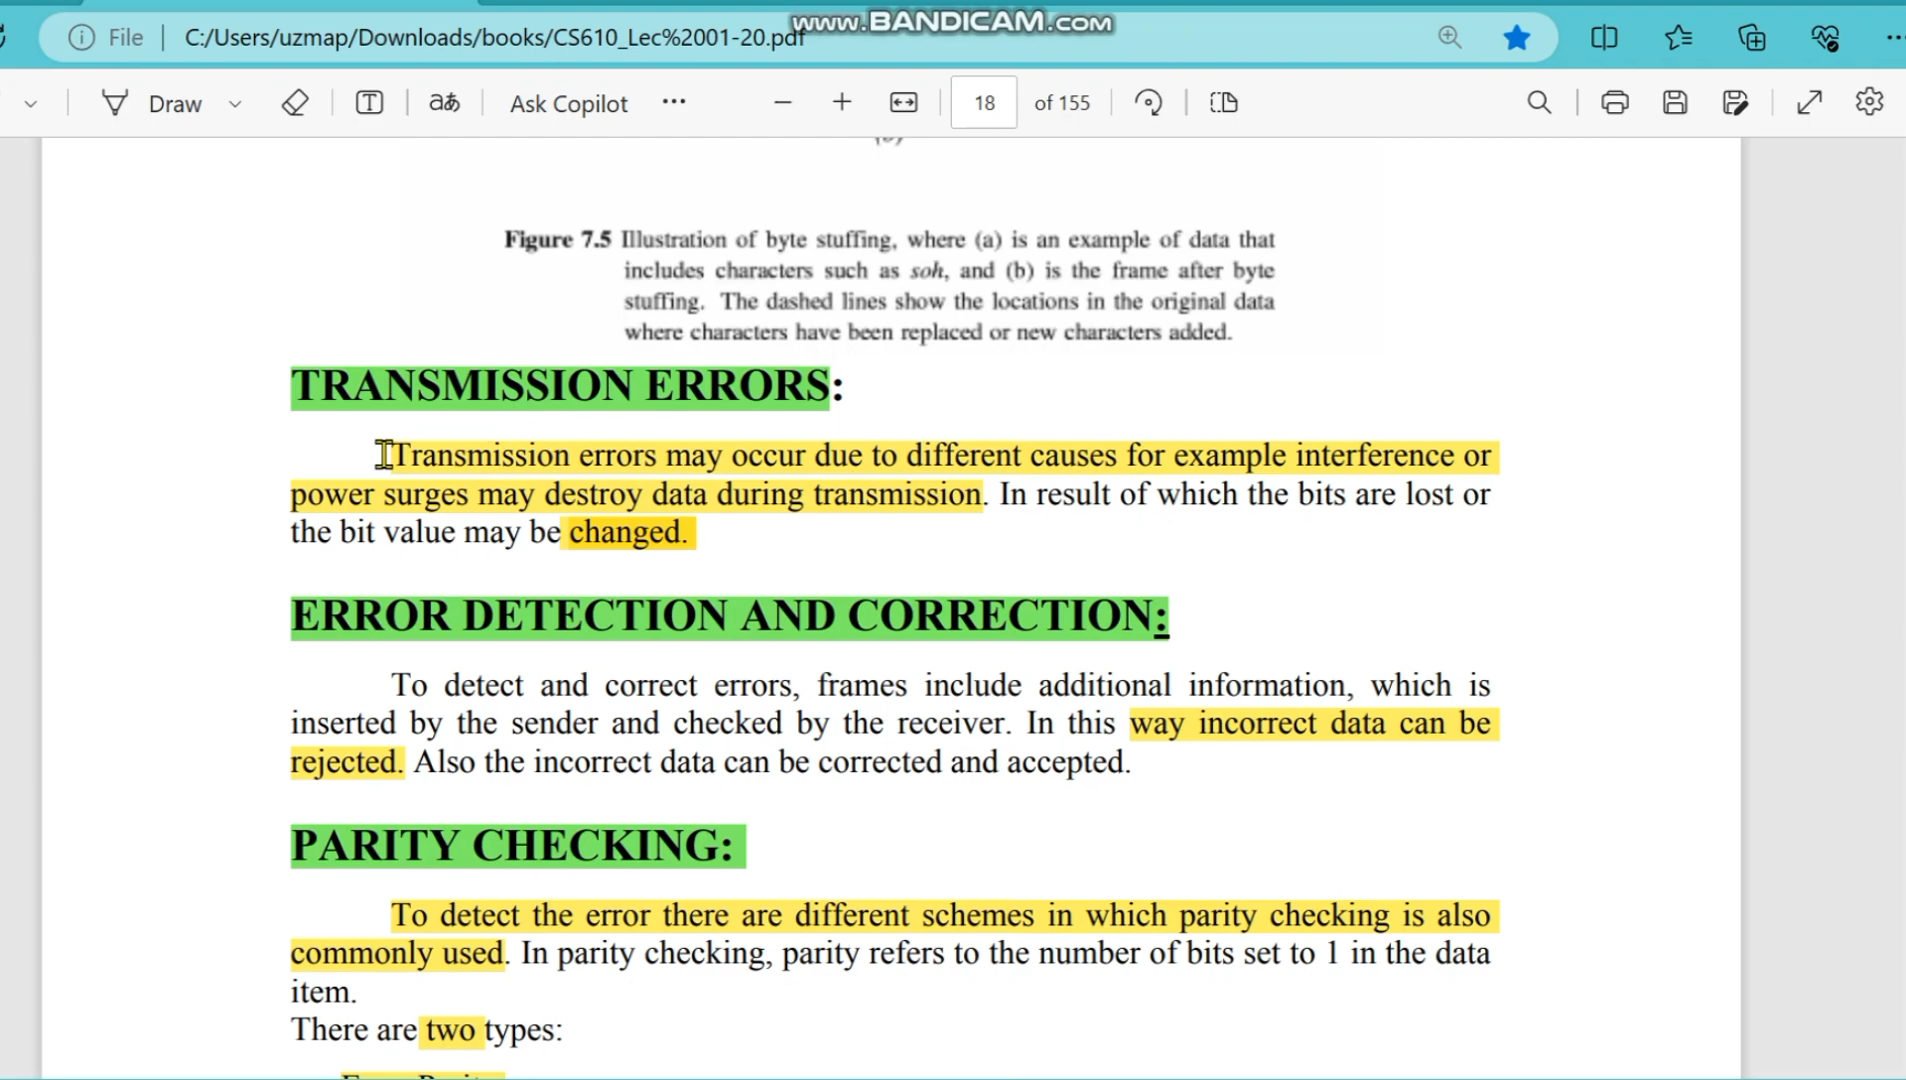 www.BANDICAM.com
File
C:/Users/uzmap/Downloads/books/CS610_Lec%2001-20.pdf
Draw
Ask Copilot
18 of 155
Figure 7.5 Illustration of byte stuffing, where (a) is an example of data that
includes characters such as soh, and (b) is the frame after byte
stuffing. The dashed lines show the locations in the original data
where characters have been replaced or new characters added.
TRANSMISSION ERRORS:
Transmission errors may occur due to different causes for example interference or
power surges may destroy data during transmission. In result of which the bits are lost or
the bit value may be changed.
ERROR DETECTION AND CORRECTION:
To detect and correct errors, frames include additional information, which is
inserted by the sender and checked by the receiver. In this way incorrect data can be
rejected. Also the incorrect data can be corrected and accepted.
PARITY CHECKING:
To detect the error there are different schemes in which parity checking is also
commonly used. In parity checking, parity refers to the number of bits set to 1 in the data
item.
There are two types: